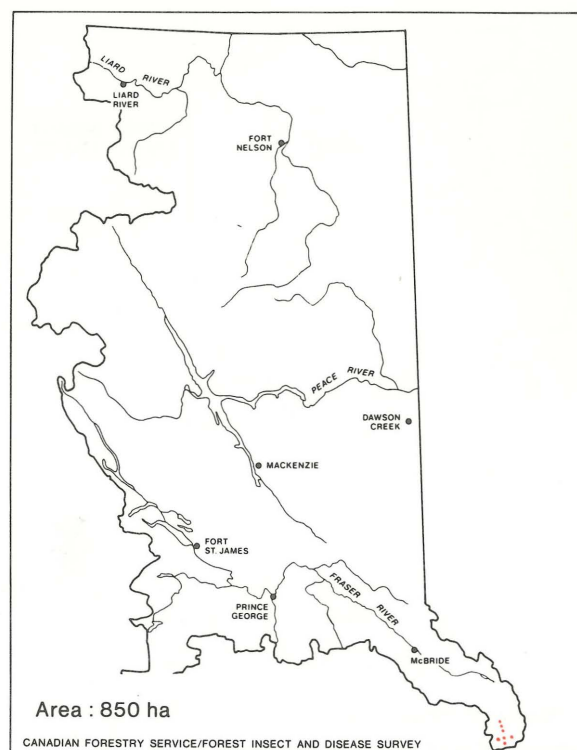 LIARD
RIVER
LIARD
RIVER
FORT
NELSON
PEACE RIVER
DAWSON
CREEK
MACKENZIE
FORT
ST. JAMES
FRASER
RIVER
PRINCE
GEORGE
McBRIDE
Area : 850 ha
CANADIAN FORESTRY SERVICE/FOREST INSECT AND DISEASE SURVEY